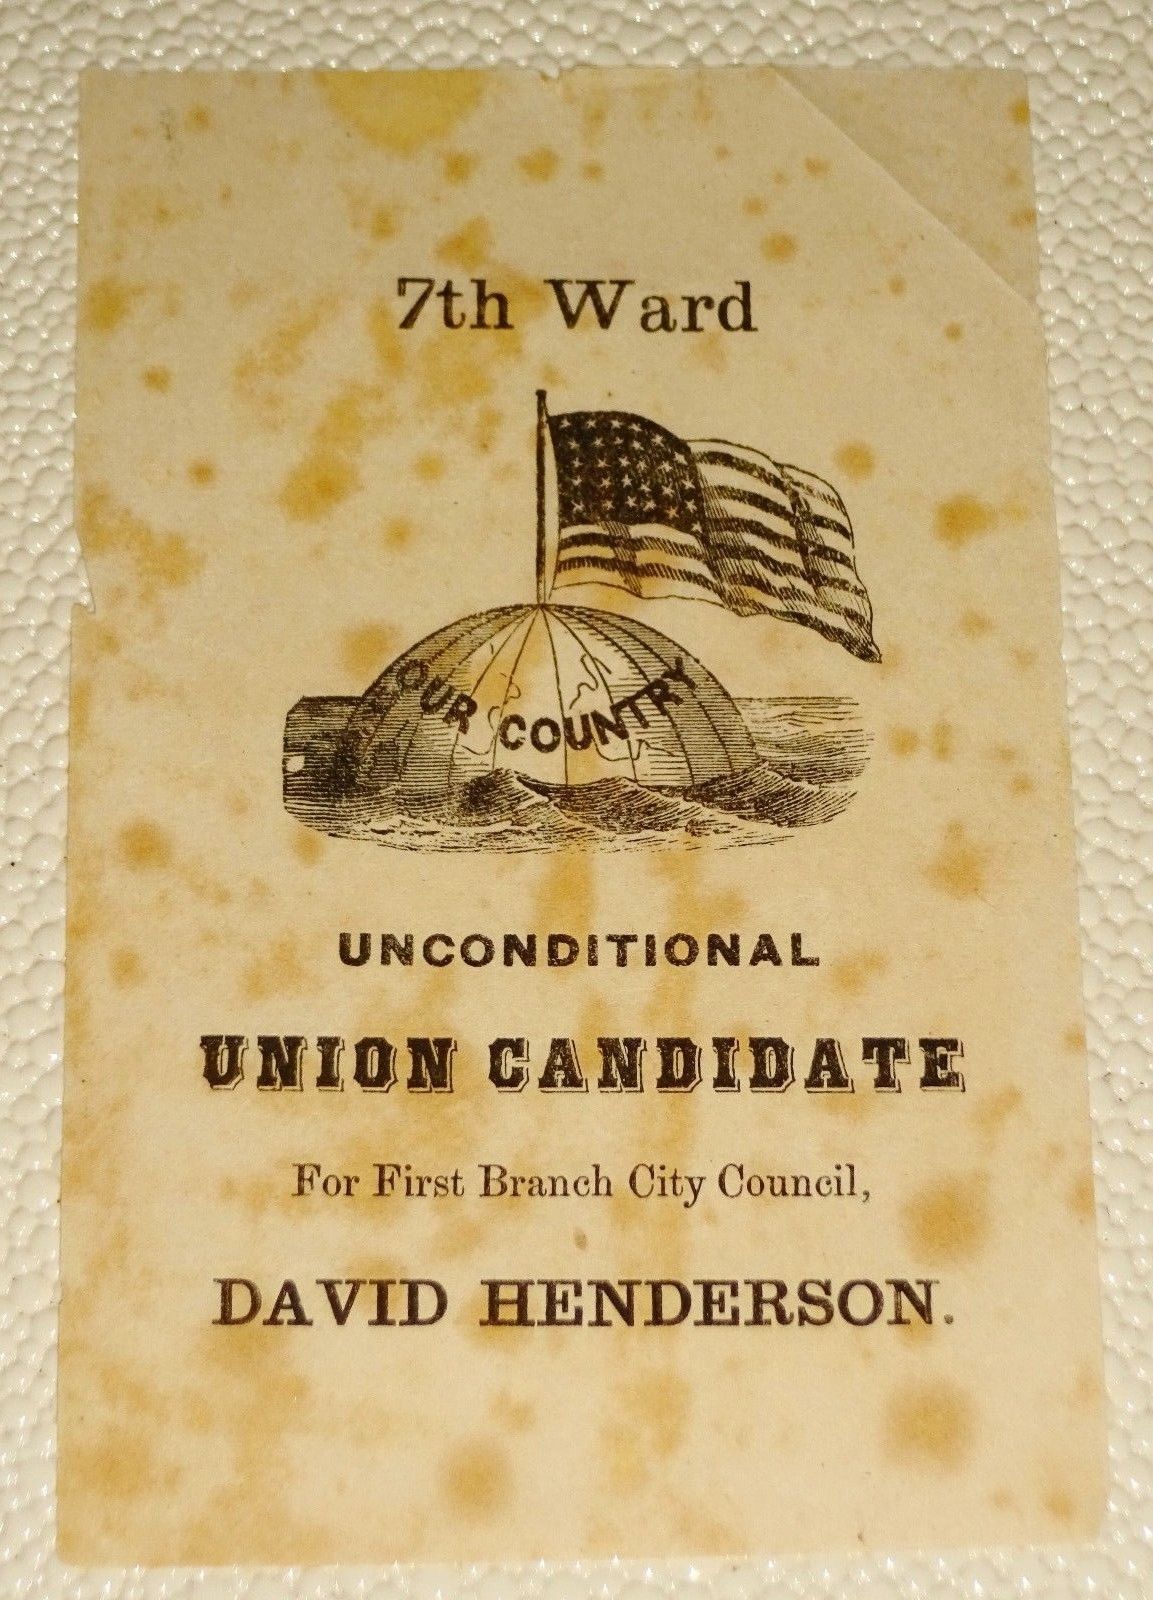 7th Ward
OUR COUNTRY
UNCONDITIONAL
UNION CANDIDATE
For First Branch City Council,
DAVID HENDERSON.